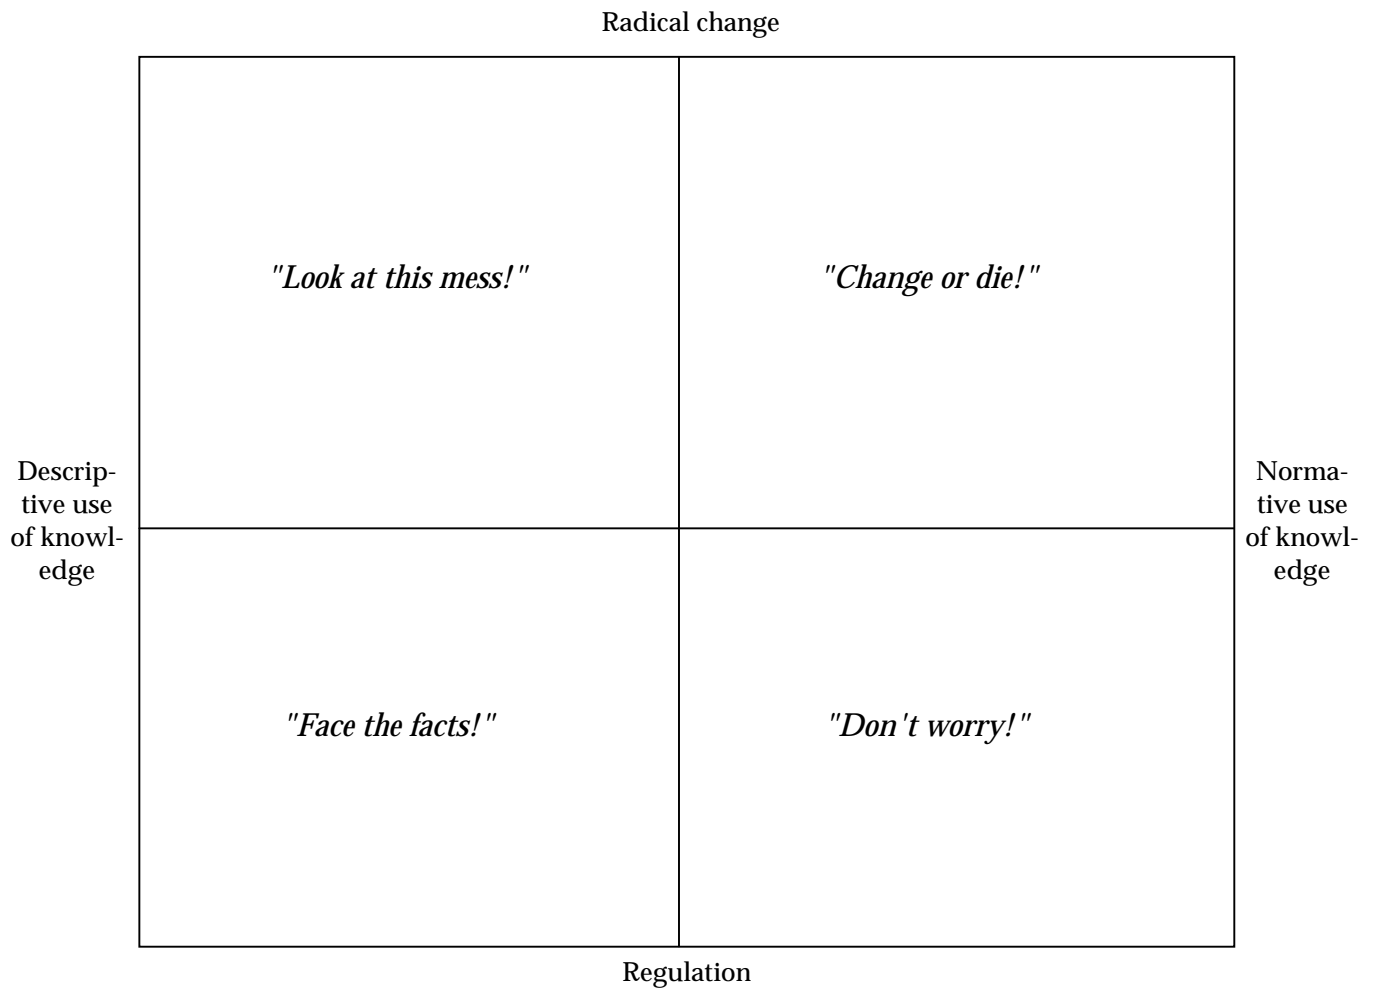 Radical change
"Look at this mess!"
"Change or die!"
Descrip-
tive use
of knowl-
edge
Norma-
tive use
of knowl-
edge
"Face the facts!"
"Don't worry!"
Regulation